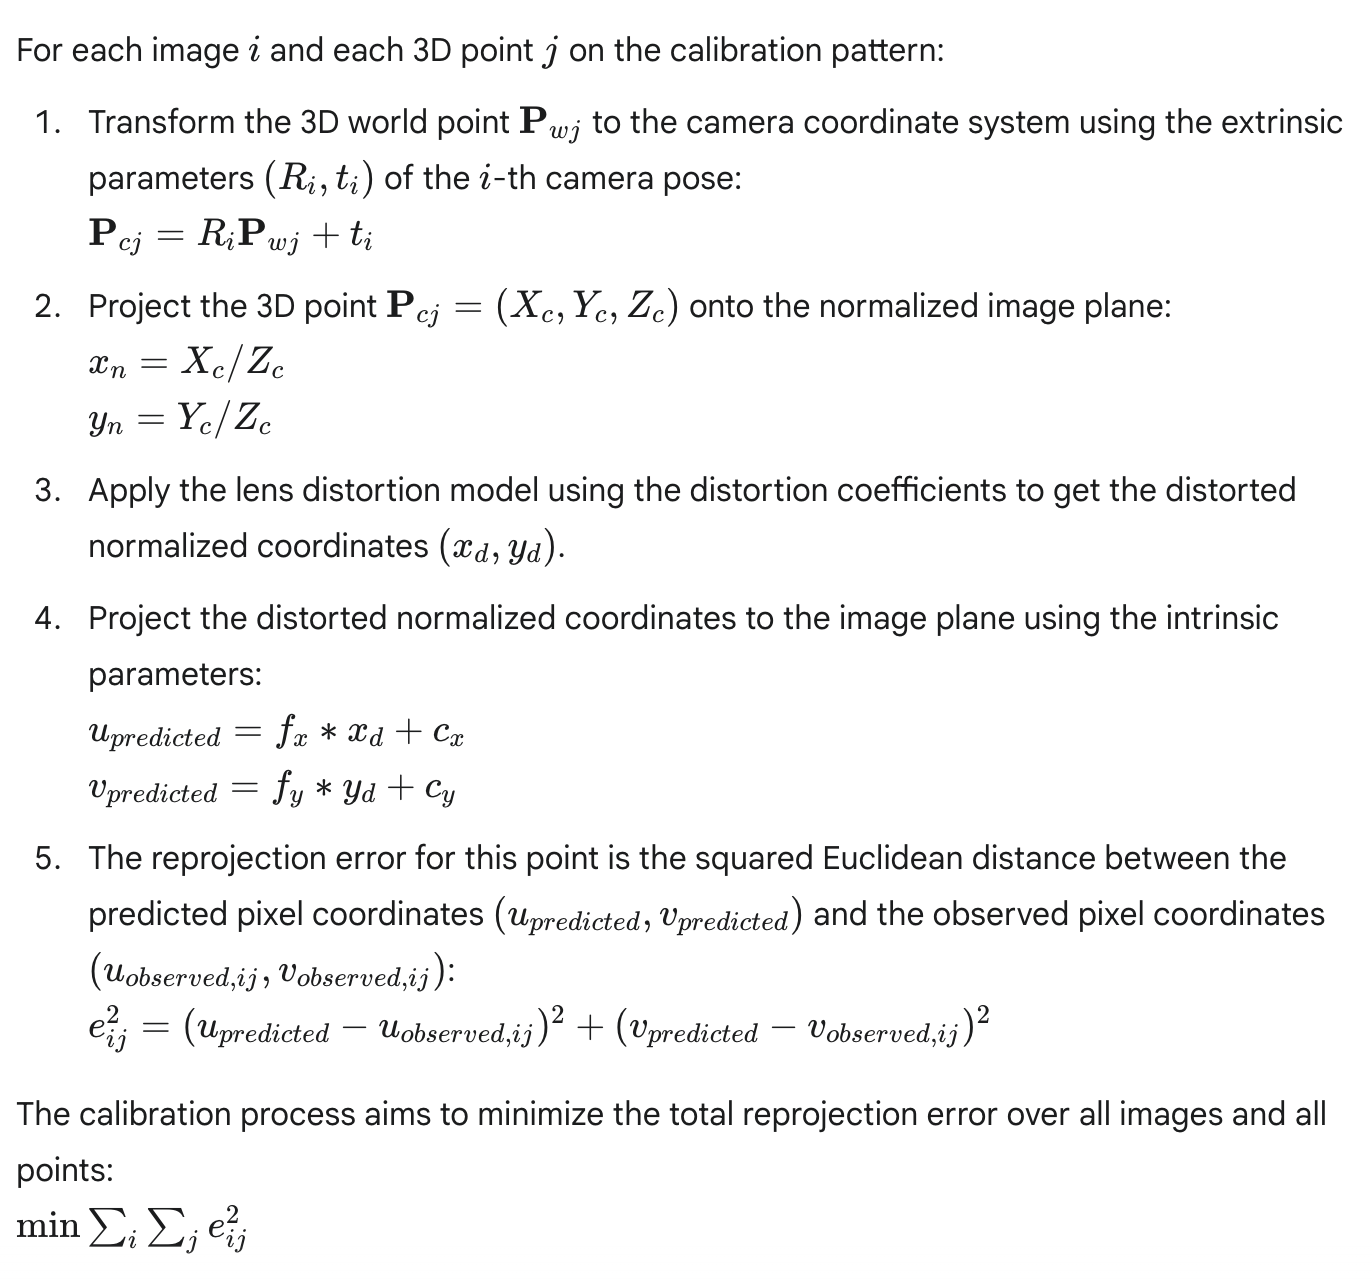 For each image i and each 3D point j on the calibration pattern:
1. Transform the 3D world point P_{wj} to the camera coordinate system using the extrinsic
parameters (R_i, t_i) of the i-th camera pose:
P_{cj} = R_iP_{wj} + t_i
2. Project the 3D point P_{cj} = (X_c, Y_c, Z_c) onto the normalized image plane:
x_n = X_c/Z_c
y_n = Y_c/Z_c
3. Apply the lens distortion model using the distortion coefficients to get the distorted
normalized coordinates (x_d, y_d).
4. Project the distorted normalized coordinates to the image plane using the intrinsic
parameters:
u_{predicted} = f_x * x_d + c_x
v_{predicted} = f_y * y_d + c_y
5. The reprojection error for this point is the squared Euclidean distance between the
predicted pixel coordinates (u_{predicted}, v_{predicted}) and the observed pixel coordinates
(u_{observed,ij}, v_{observed,ij}):
e_{ij}^2 = (u_{predicted} − u_{observed,ij})^2 + (v_{predicted} − v_{observed,ij})^2
The calibration process aims to minimize the total reprojection error over all images and all
points:
min ∑_i ∑_j e_{ij}^2